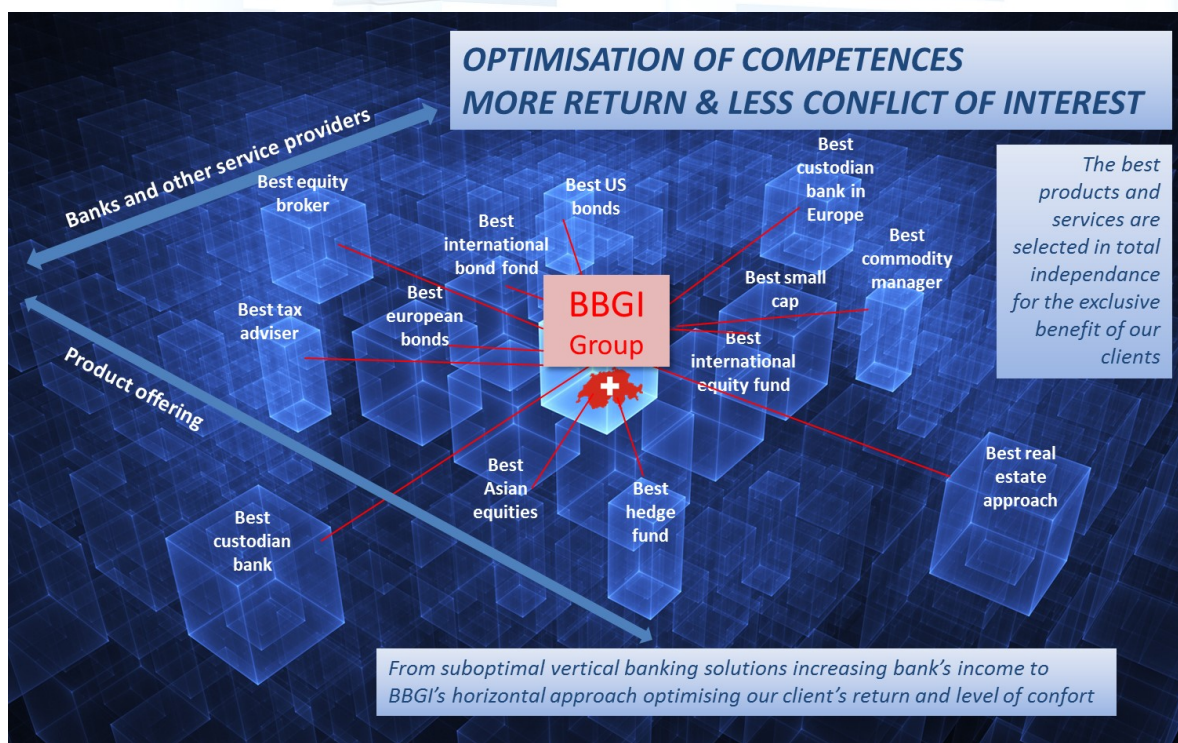 OPTIMISATION OF COMPETENCES
MORE RETURN & LESS CONFLICT OF INTEREST
Banks and other service providers
Product offering
Best equity
broker
Best US
bonds
Best
custodian
bank in
Europe
Best
international
bond fond
Best
commodity
manager
Best small
cap
Best tax
adviser
Best
european
bonds
BBGI
Group
Best
international
equity fund
The best
products and
services are
selected in total
independance
for the exclusive
benefit of our
clients
Best
Asian
equities
Best
hedge
fund
Best real
estate
approach
Best
custodian
bank
From suboptimal vertical banking solutions increasing bank's income to
BBGI's horizontal approach optimising our client's return and level of confort